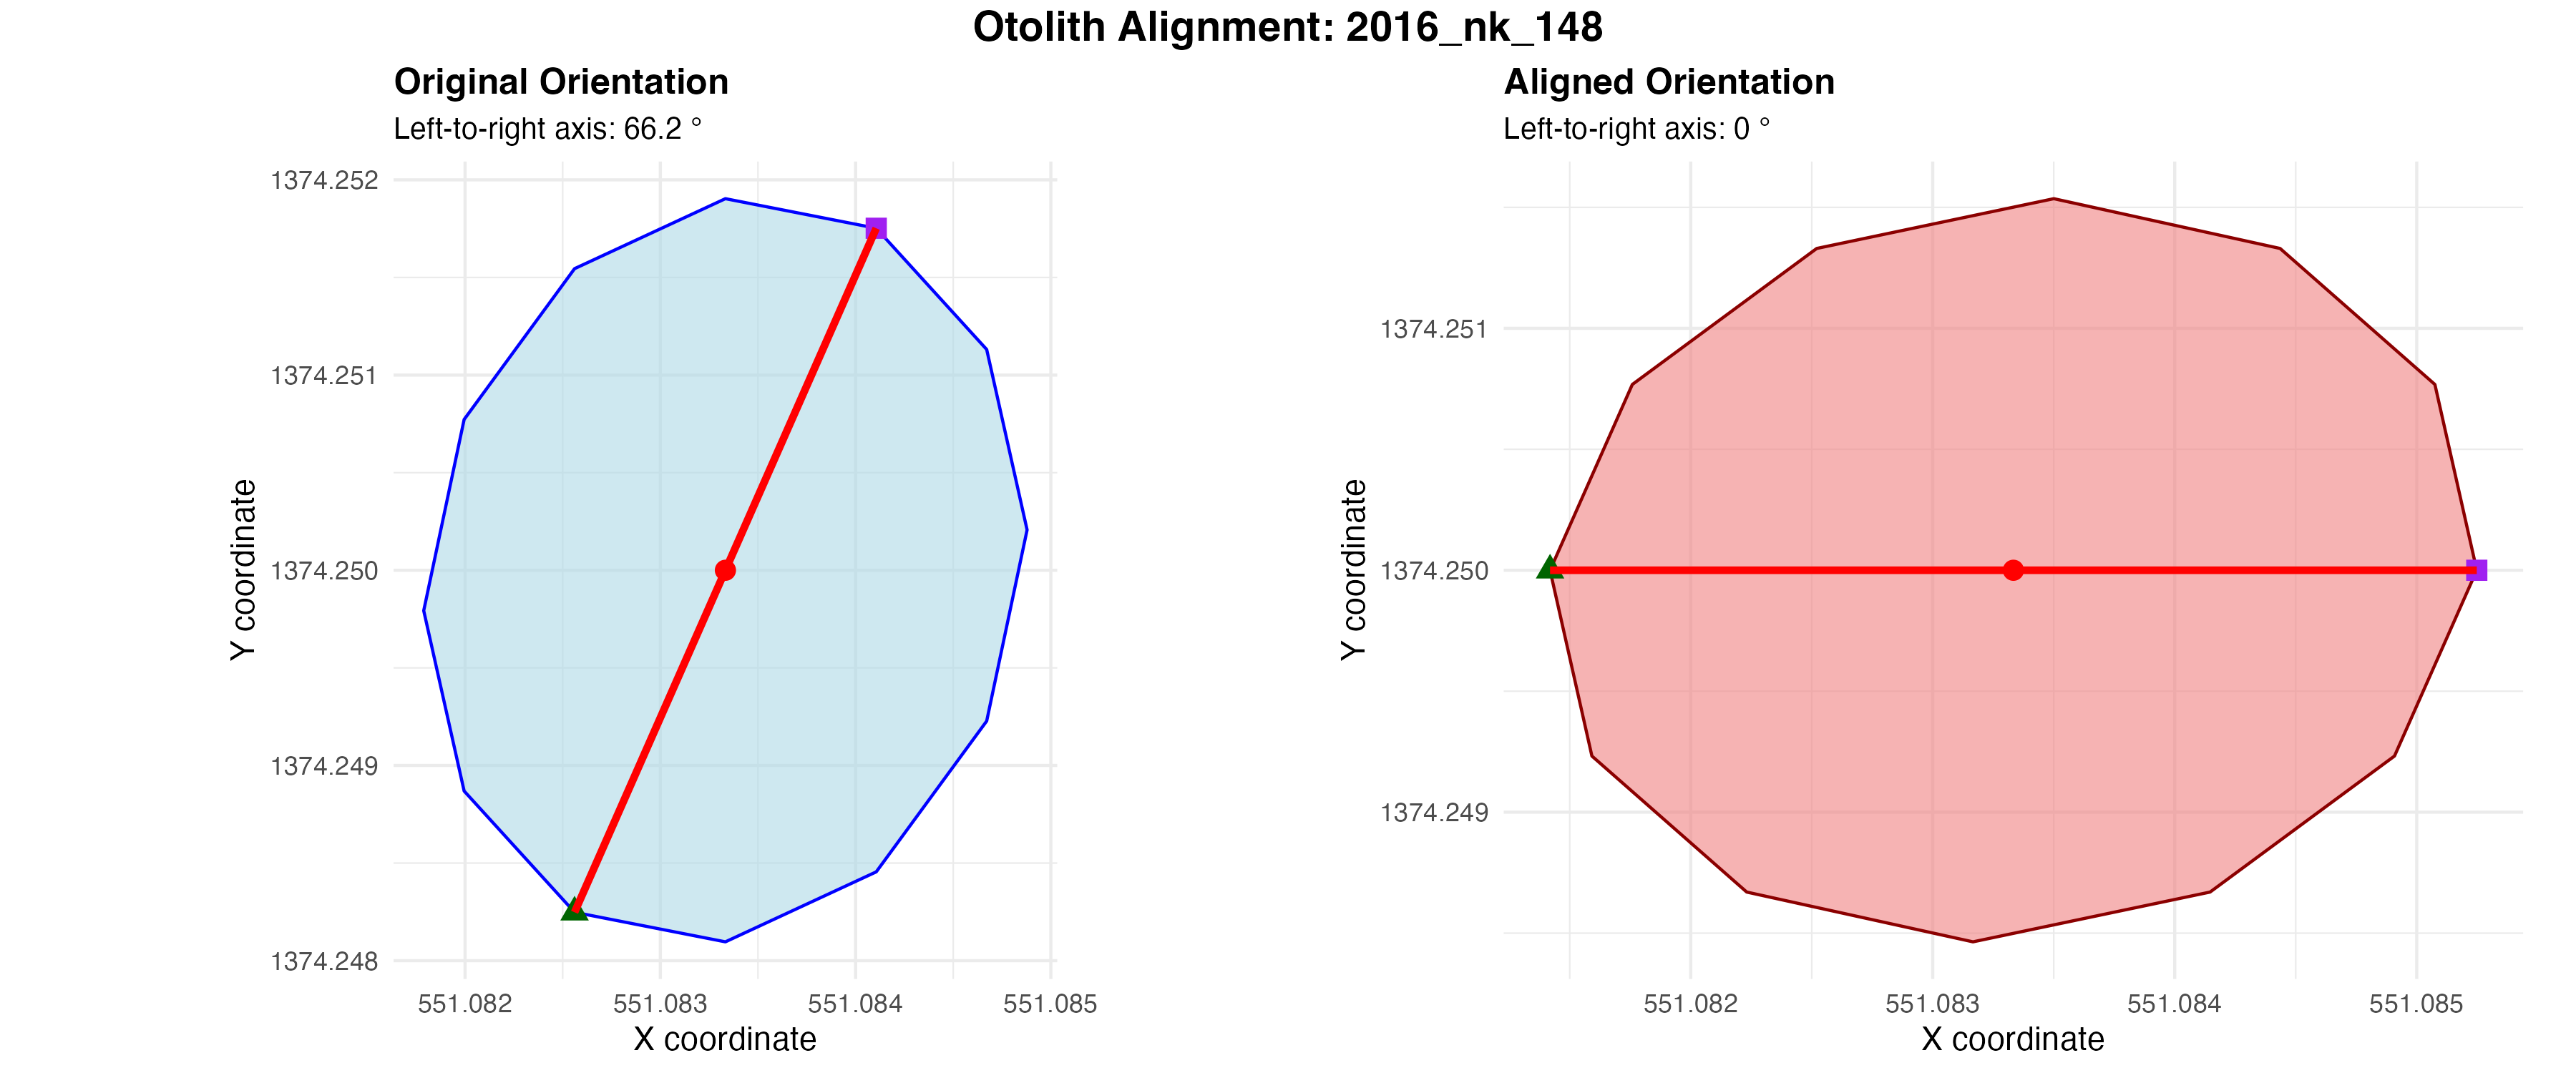 Otolith Alignment: 2016_nk_148
Original Orientation
Left-to-right axis: 66.2 °
1374.252
1374.251
1374.250
1374.249
1374.248
Y coordinate
551.082 551.083 551.084 551.085
X coordinate
Aligned Orientation
Left-to-right axis: 0 °
1374.251
1374.250
1374.249
Y coordinate
551.082 551.083 551.084 551.085
X coordinate